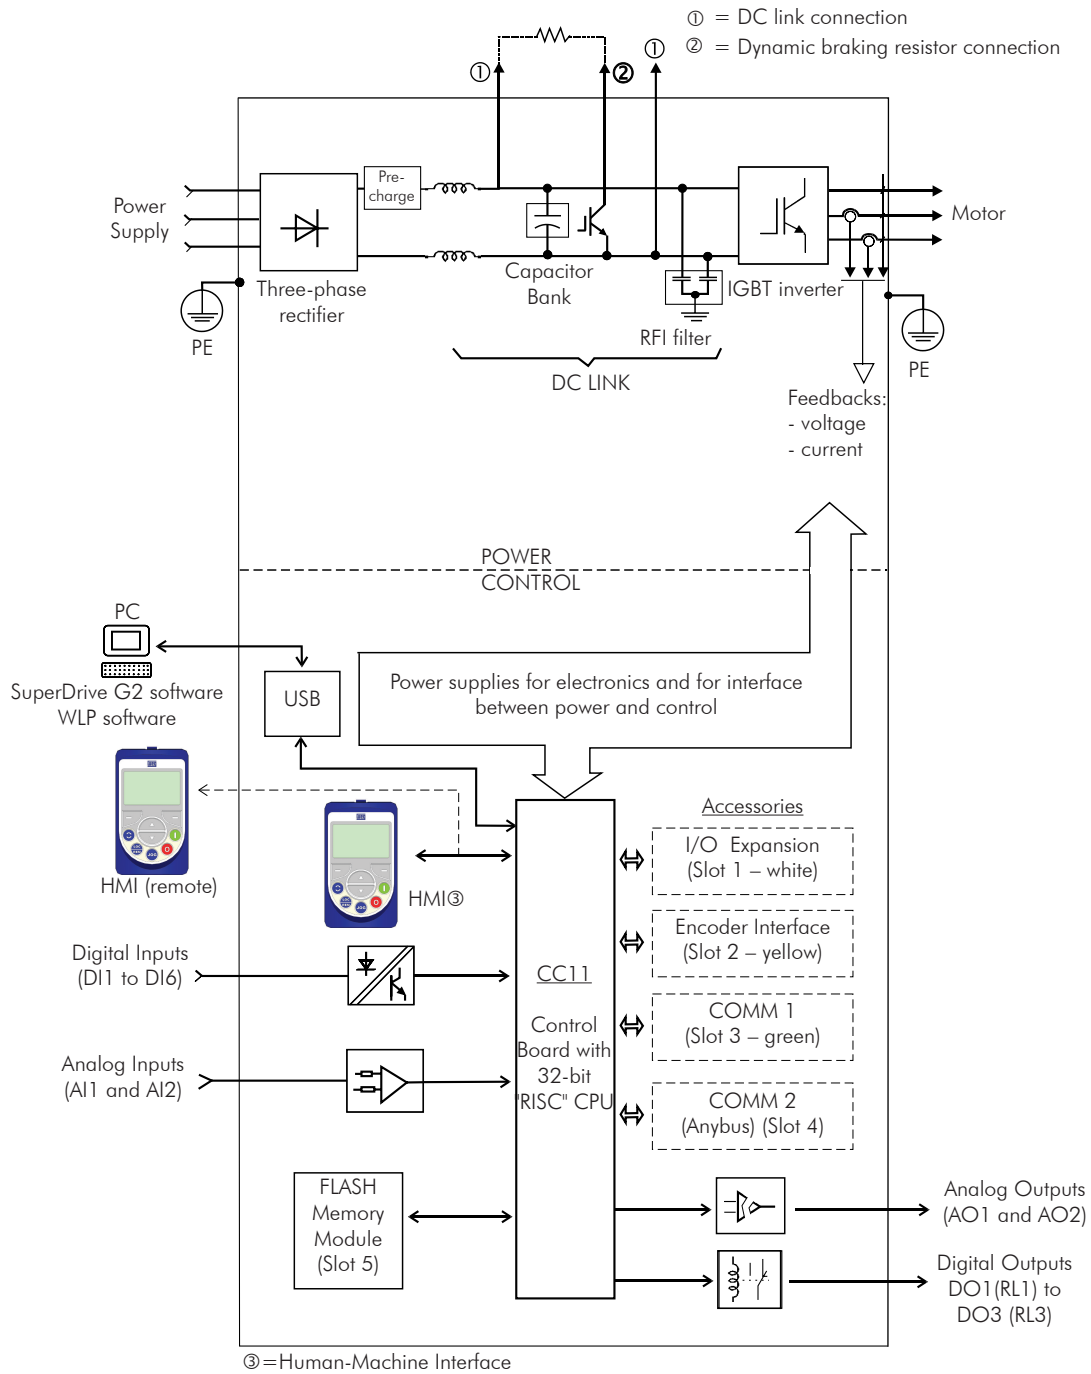 ① = DC link connection
② = Dynamic braking resistor connection
①
②
①
Pre-
charge
Power
Supply
Motor
Capacitor
Bank
Three-phase
rectifier
IGBT inverter
PE
RFI filter
PE
DC LINK
Feedbacks:
- voltage
- current
POWER
CONTROL
PC
SuperDrive G2 software
WLP software
USB
Power supplies for electronics and for interface
between power and control
HMI (remote)
HMI③
Accessories
I/O Expansion
(Slot 1 – white)
Encoder Interface
(Slot 2 – yellow)
COMM 1
(Slot 3 – green)
COMM 2
(Anybus) (Slot 4)
Digital Inputs
(DI1 to DI6)
CC11
Control
Board with
32-bit
"RISC" CPU
Analog Inputs
(AI1 and AI2)
FLASH
Memory
Module
(Slot 5)
Analog Outputs
(AO1 and AO2)
Digital Outputs
DO1(RL1) to
DO3 (RL3)
③=Human-Machine Interface